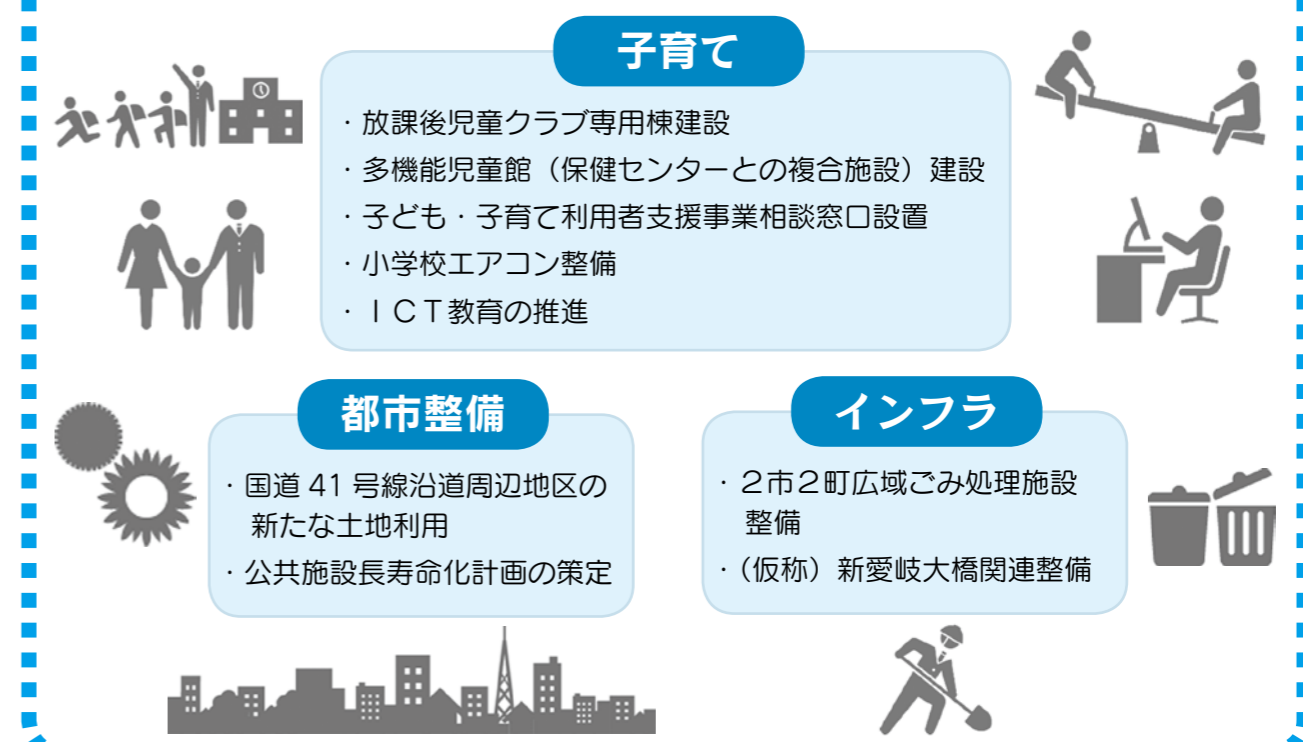 子育て
・放課後児童クラブ専用棟建設
・多機能児童館（保健センターとの複合施設）建設
・子ども・子育て利用者支援事業相談窓口設置
・小学校エアコン整備
・ＩＣＴ教育の推進
都市整備
・国道 41 号線沿道周辺地区の
新たな土地利用
・公共施設長寿命化計画の策定
インフラ
・２市２町広域ごみ処理施設
整備
・（仮称）新愛岐大橋関連整備